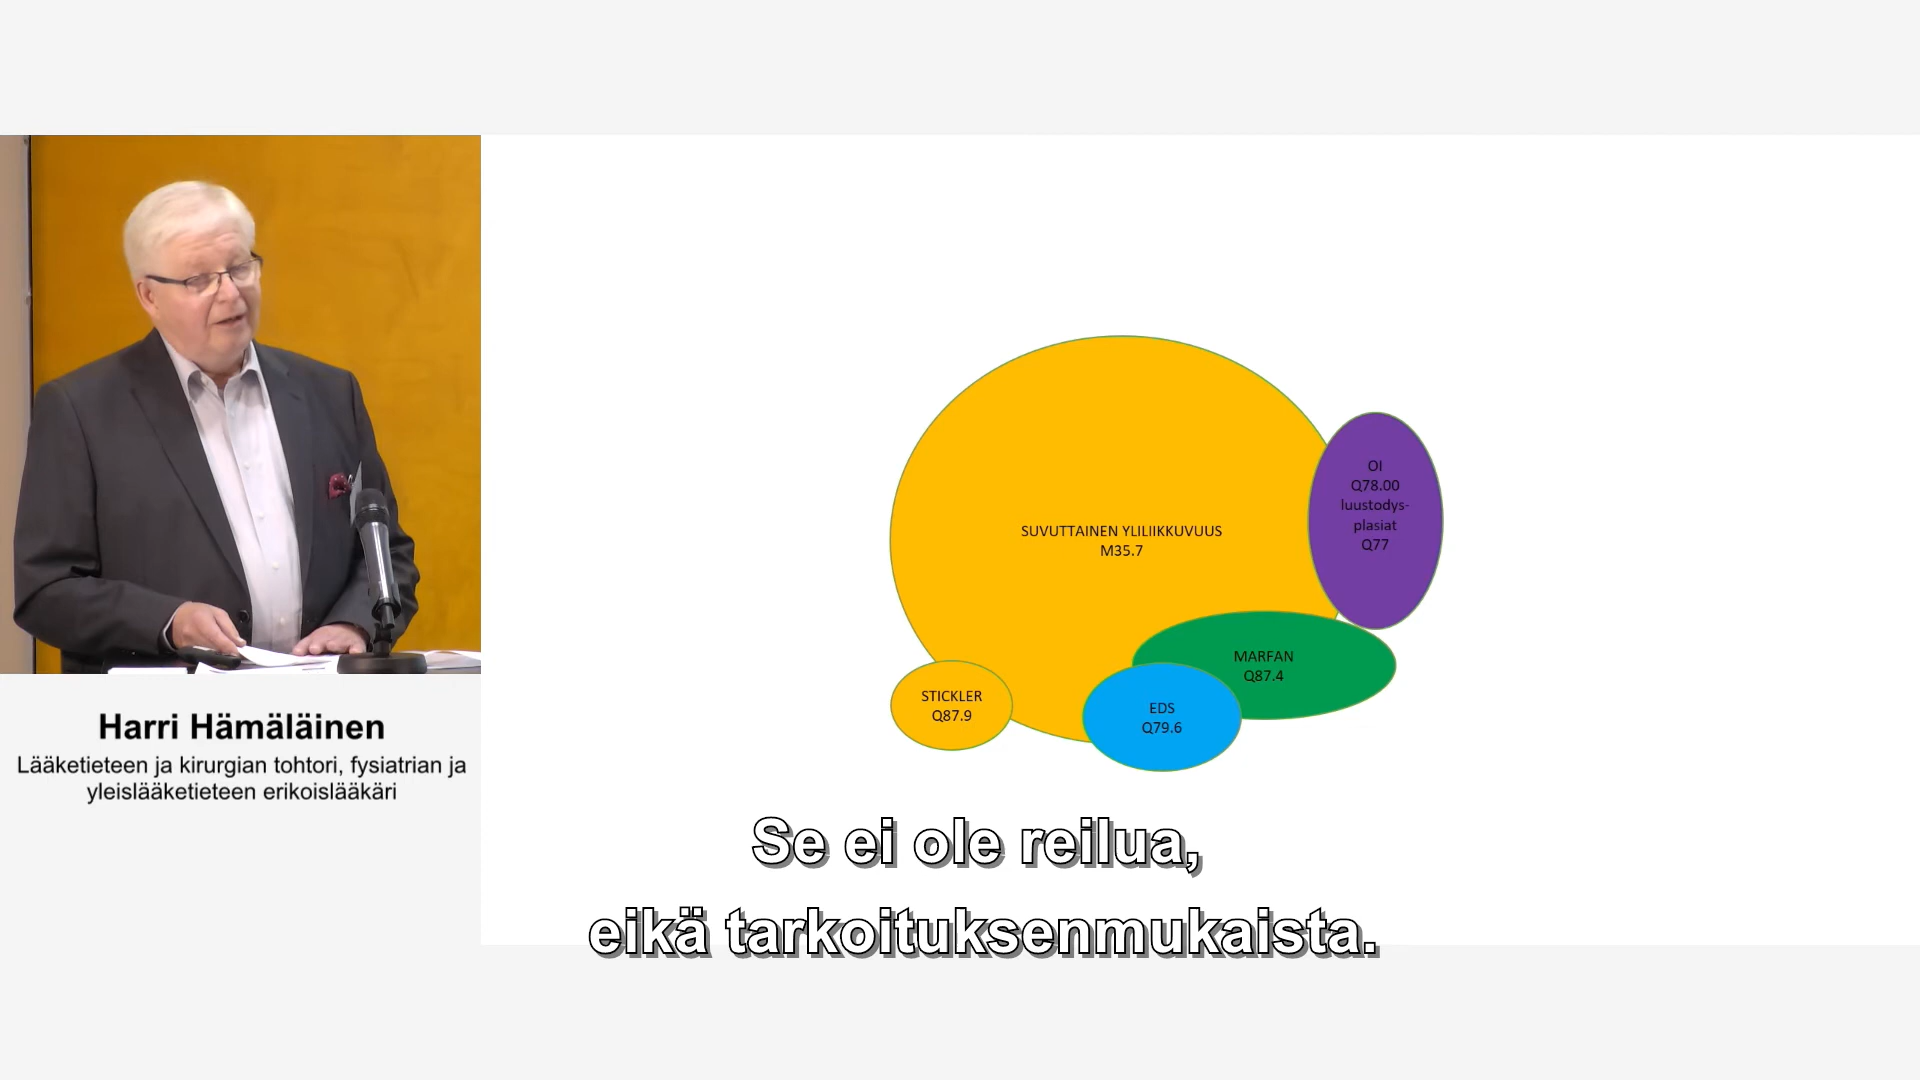 Harri Hämäläinen
Lääketieteen ja kirurgian tohtori, fysiatrian ja
yleislääketieteen erikoislääkäri
SUVUTTAINEN YLILIIKKUVUUS
M35.7
OI
Q78.00
luustodys-
plasiat
Q77
MARFAN
Q87.4
STICKLER
Q87.9
EDS
Q79.6
Se ei ole reilua,
eikä tarkoituksenmukaista.